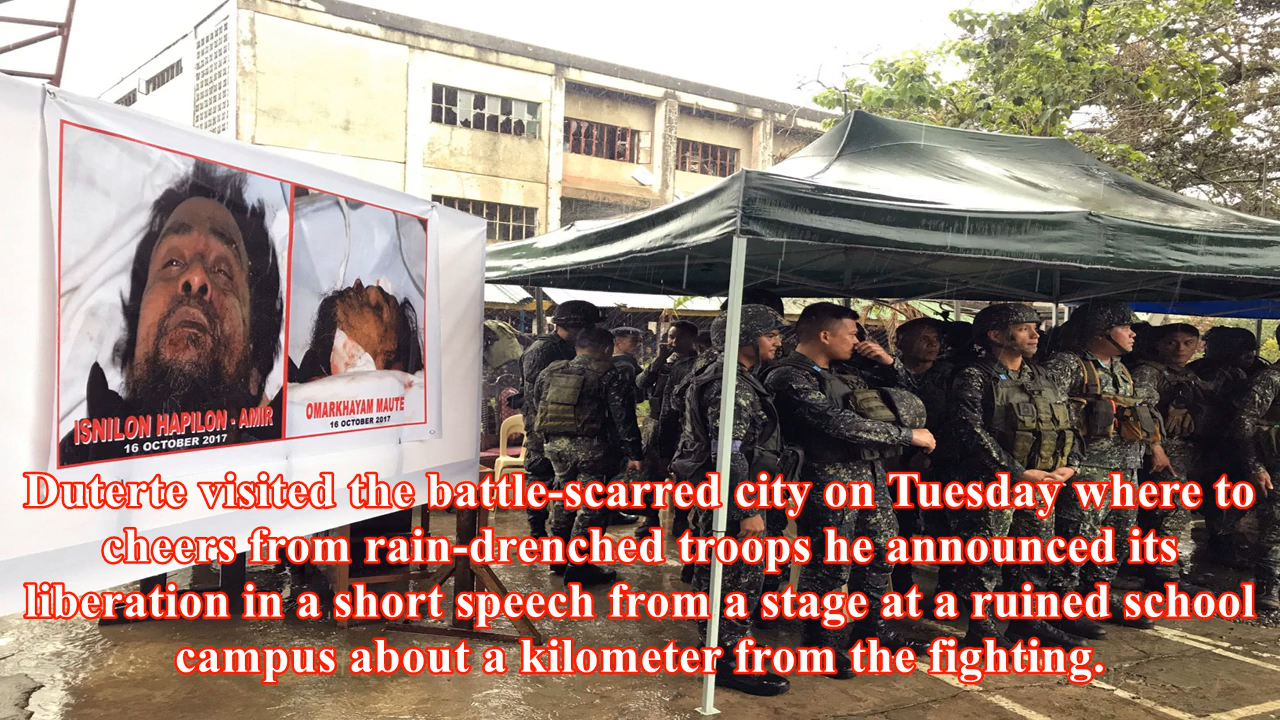 ISNILON HAPILON - AMIR
16 OCTOBER 2017
OMARKHAYAM MAUTE
16 OCTOBER 2017
Duterte visited the battle-scarred city on Tuesday where to
cheers from rain-drenched troops he announced its
liberation in a short speech from a stage at a ruined school
campus about a kilometer from the fighting.